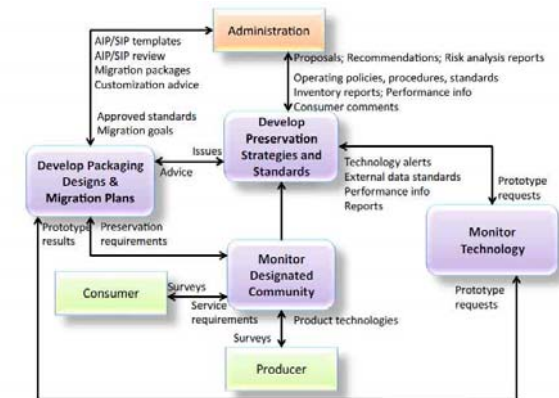 Administration
AIP/SIP templates
AIP/SIP review
Migration packages
Customization advice
Approved standards
Migration goals
Proposals; Recommendations; Risk analysis reports
Operating policies, procedures, standards
Inventory reports; Performance info
Consumer comments
Develop
Preservation
Strategies and
Standards
Issues
Advice
Develop Packaging
Designs &
Migration Plans
Technology alerts
External data standards
Performance info
Reports
Prototype
requests
Monitor
Technology
Prototype
results
Preservation
requirements
Monitor
Designated
Community
Prototype
requests
Consumer
Surveys
Service
requirements
Product technologies
Surveys
Producer